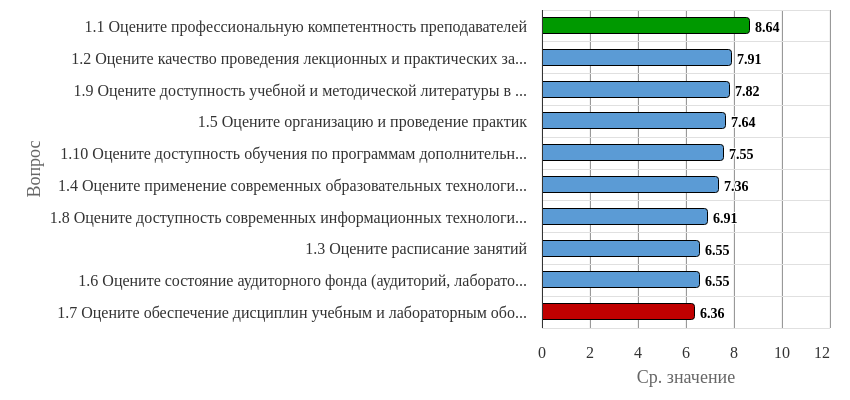 1.1 Оцените профессиональную компетентность преподавателей 8.64
1.2 Оцените качество проведения лекционных и практических за... 7.91
1.9 Оцените доступность учебной и методической литературы в ... 7.82
1.5 Оцените организацию и проведение практик 7.64
1.10 Оцените доступность обучения по программам дополнительн... 7.55
1.4 Оцените применение современных образовательных технологи... 7.36
1.8 Оцените доступность современных информационных технологи... 6.91
1.3 Оцените расписание занятий 6.55
1.6 Оцените состояние аудиторного фонда (аудиторий, лаборато... 6.55
1.7 Оцените обеспечение дисциплин учебным и лабораторным обо... 6.36
Вопрос
0 2 4 6 8 10 12
Ср. значение